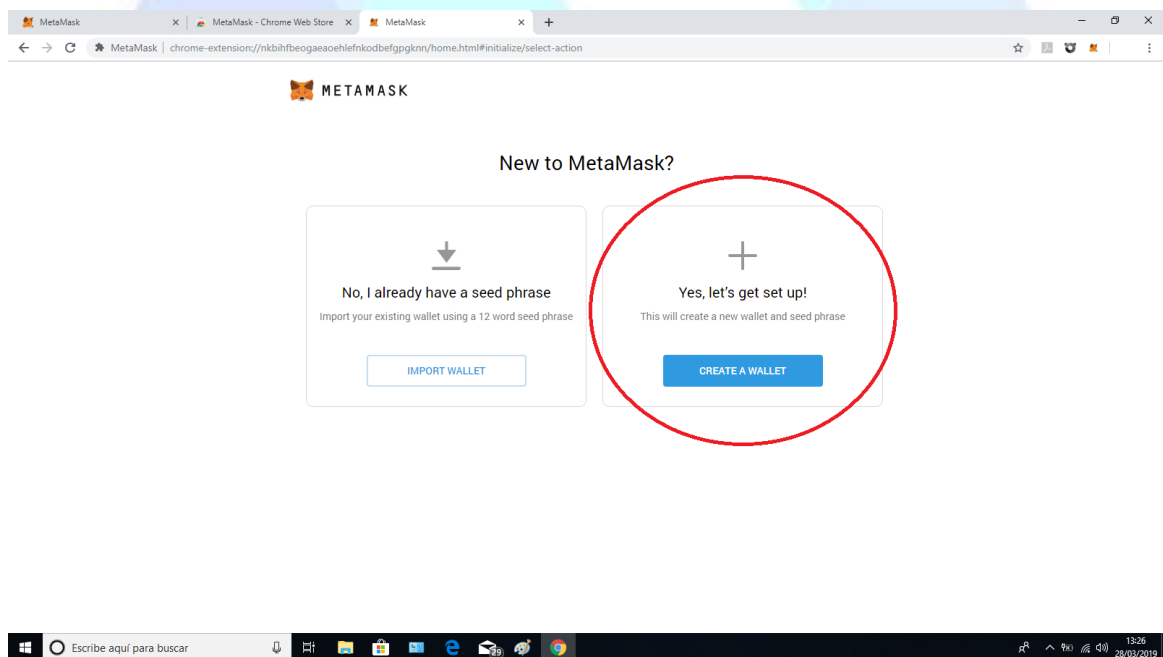 MetaMask
MetaMask - Chrome Web Store
MetaMask
MetaMask
chrome-extension://nkbihfbeogaeaoehlefnkodbefgpgknn/home.html#initialize/select-action
METAMASK
New to MetaMask?
No, I already have a seed phrase
Import your existing wallet using a 12 word seed phrase
IMPORT WALLET
Yes, let's get set up!
This will create a new wallet and seed phrase
CREATE A WALLET
Escribe aquí para buscar
29
13:26
28/03/2019